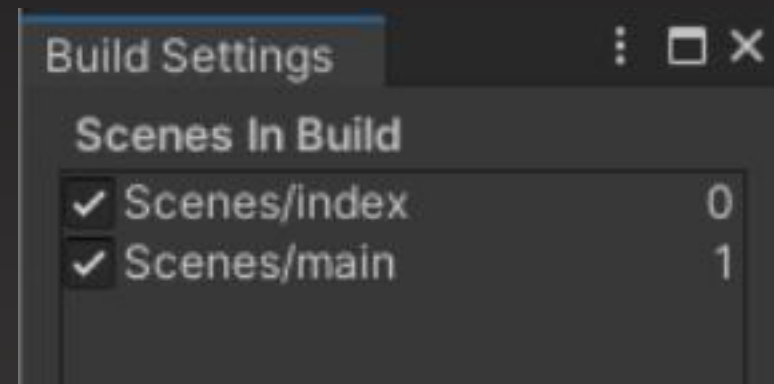 Build Settings
Scenes In Build
Scenes/index 0
Scenes/main 1